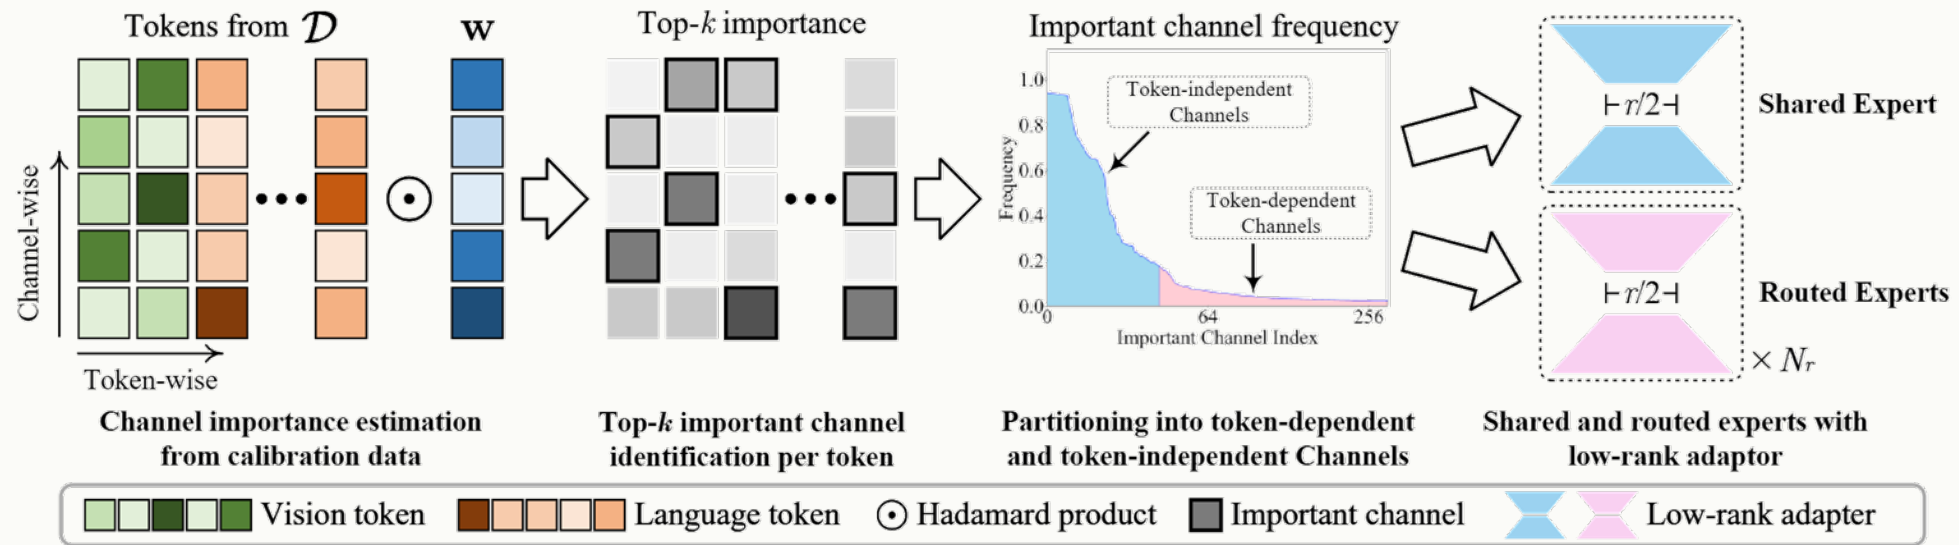 Tokens from 𝓓
w
Channel-wise
Token-wise
Channel importance estimation
from calibration data
Top-k importance
Top-k important channel
identification per token
Important channel frequency
Frequency
1.0
0.8
0.6
0.4
0.2
0.0
Token-independent
Channels
Token-dependent
Channels
0 64 256
Important Channel Index
Partitioning into token-dependent
and token-independent Channels
r/2
Shared Expert
r/2
Routed Experts
× Nr
Shared and routed experts with
low-rank adaptor
Vision token
Language token
Hadamard product
Important channel
Low-rank adapter